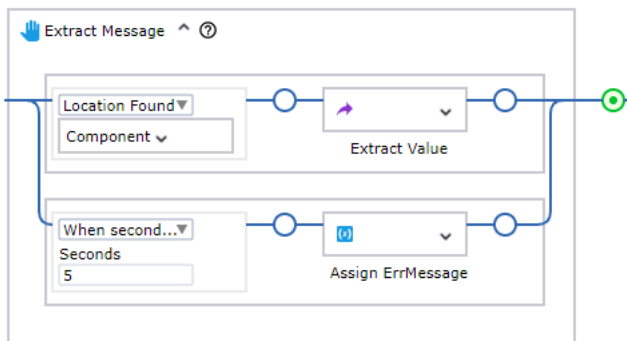 Extract Message
Location Found
Component
Extract Value
When second...
Seconds
5
Assign ErrMessage